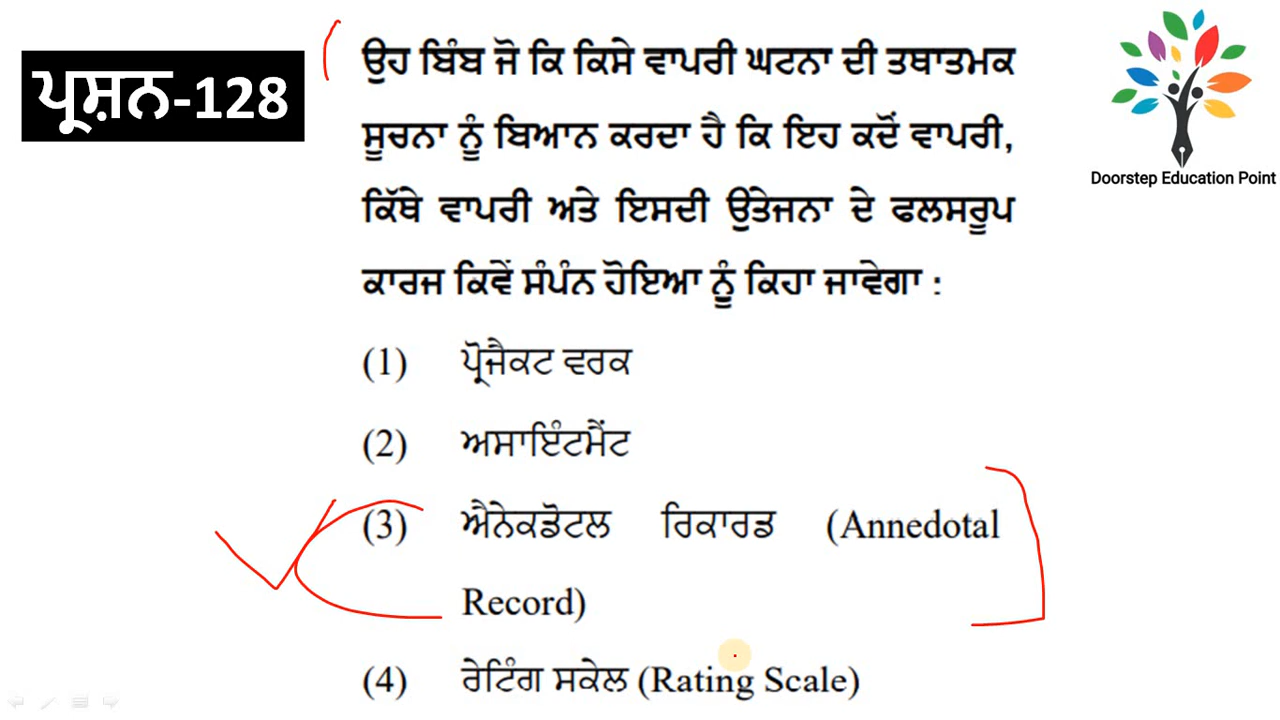 ਪ੍ਰਸ਼ਨ-128
ਉਹ ਬਿੰਬ ਜੋ ਕਿ ਕਿਸੇ ਵਾਪਰੀ ਘਟਨਾ ਦੀ ਤਥਾਤਮਕ
ਸੂਚਨਾ ਨੂੰ ਬਿਆਨ ਕਰਦਾ ਹੈ ਕਿ ਇਹ ਕਦੋਂ ਵਾਪਰੀ,
ਕਿੱਥੇ ਵਾਪਰੀ ਅਤੇ ਇਸਦੀ ਉਤੇਜਨਾ ਦੇ ਫਲਸਰੂਪ
ਕਾਰਜ ਕਿਵੇਂ ਸੰਪੰਨ ਹੋਇਆ ਨੂੰ ਕਿਹਾ ਜਾਵੇਗਾ :
(1) ਪ੍ਰੋਜੈਕਟ ਵਰਕ
(2) ਅਸਾਇੰਟਮੈਂਟ
(3) ਐਨੇਕਡੋਟਲ ਰਿਕਾਰਡ (Annedotal
Record)
(4) ਰੇਟਿੰਗ ਸਕੇਲ (Rating Scale)
Doorstep Education Point